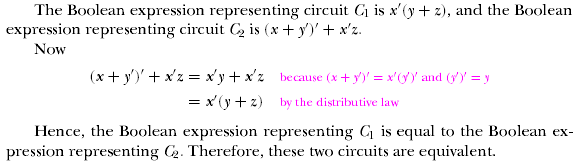 The Boolean expression representing circuit C₁ is x′(y + z), and the Boolean
expression representing circuit C₂ is (x + y′)′ + x′z.
Now
(x + y′)′ + x′z = x′y + x′z because (x + y′)′ = x′(y′)′ and (y′)′ = y
= x′(y + z) by the distributive law
Hence, the Boolean expression representing C₁ is equal to the Boolean ex-
pression representing C₂. Therefore, these two circuits are equivalent.